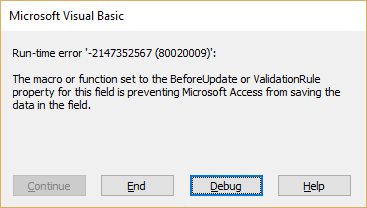 Microsoft Visual Basic
Run-time error '-2147352567 (80020009)':
The macro or function set to the BeforeUpdate or ValidationRule
property for this field is preventing Microsoft Access from saving the
data in the field.
Continue
End
Debug
Help